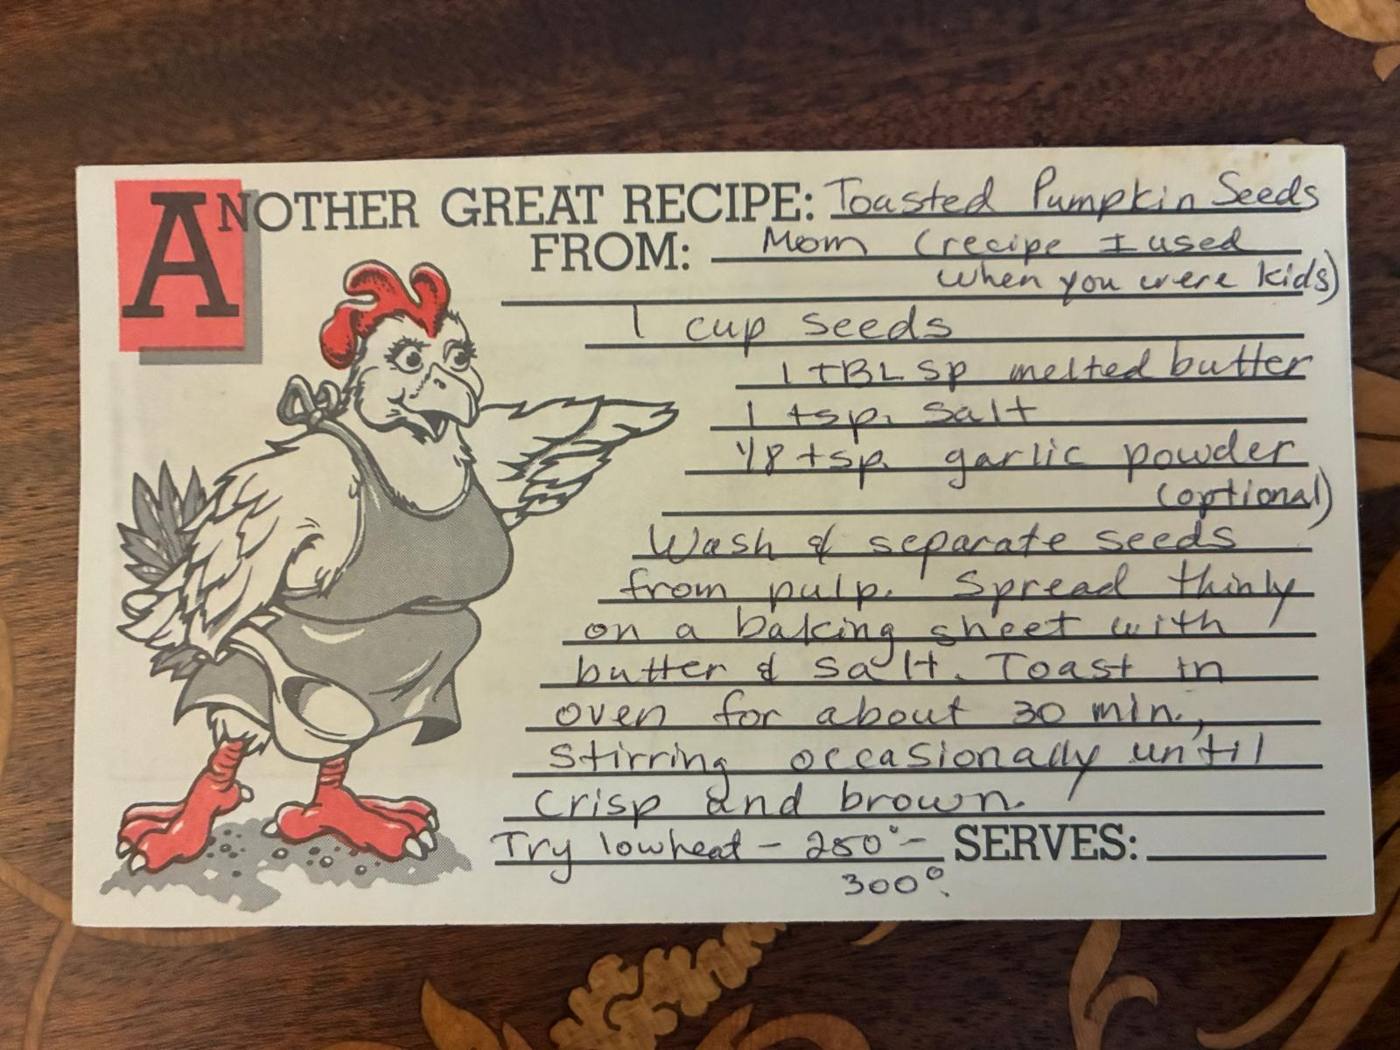 ANOTHER GREAT RECIPE: Toasted Pumpkin Seeds
FROM: Mom (recipe I used
when you were kids)
1 cup seeds
1 TBLSp melted butter
1 tsp. salt
1/8 tsp. garlic powder
(optional)
Wash & separate seeds
from pulp. Spread thinly
on a baking sheet with
butter & salt. Toast in
oven for about 30 min.,
stirring occasionally until
crisp and brown.
Try low heat - 250°-
300°.
SERVES: